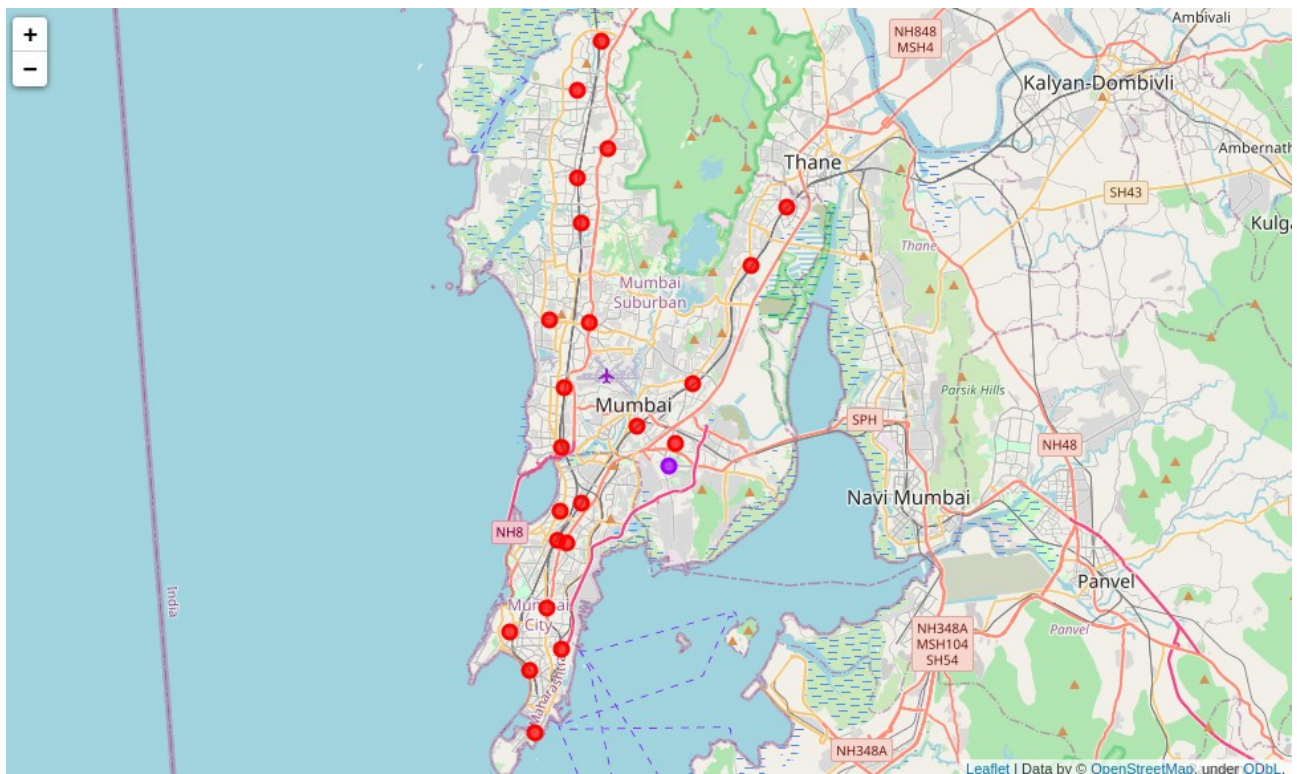 +
−
Ambivali
NH848
MSH4
Kalyan-Dombivli
Thane
Ambernath
SH43
Kulga
Thane
Mumbai
Suburban
Parsik Hills
Mumbai
SPH
NH48
Navi Mumbai
NH8
Panvel
India
Mumbai
City
NH348A
MSH104
SH54
Panvel
Maharashtra
NH348A
Leaflet | Data by © OpenStreetMap, under ODbL.